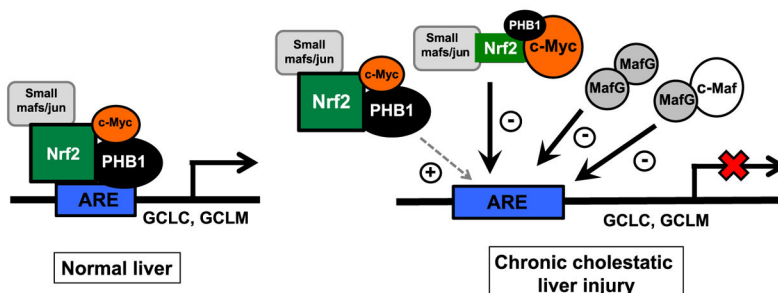 Small
mafs/jun
c-Myc
Nrf2
PHB1
ARE
GCLC, GCLM
Normal liver
Small
mafs/jun
c-Myc
Nrf2
PHB1
Small
mafs/jun
Nrf2
PHB1
c-Myc
MafG
MafG
MafG
c-Maf
+
-
-
-
ARE
GCLC, GCLM
Chronic cholestatic
liver injury